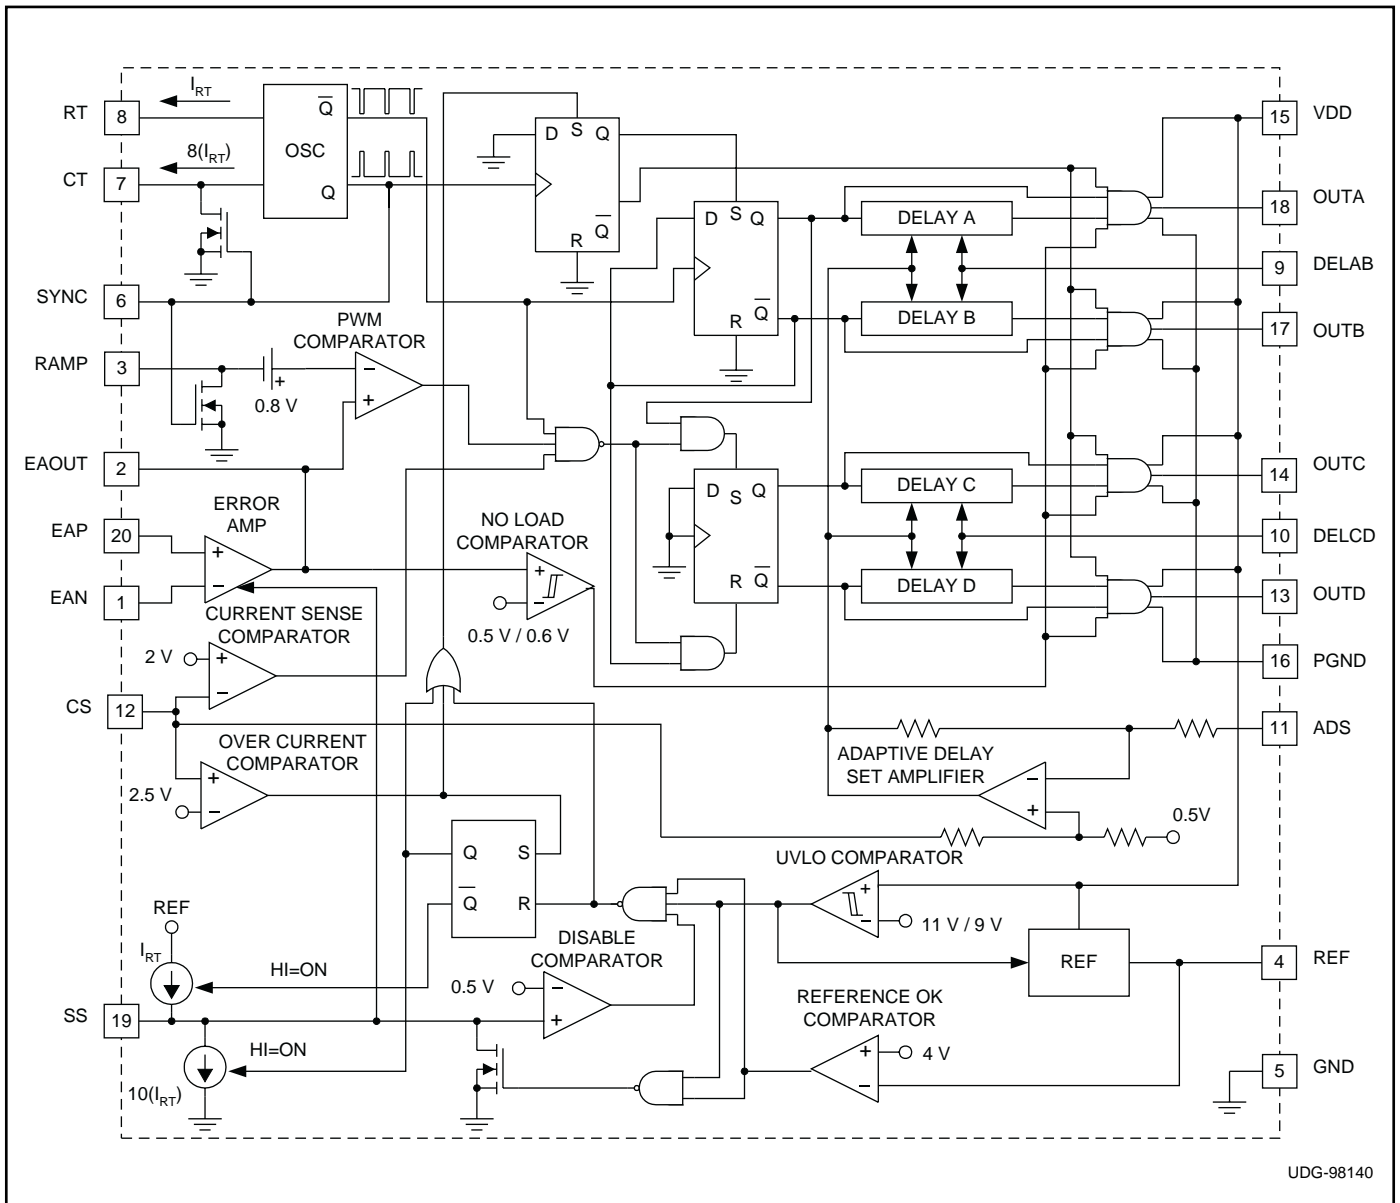 RT
8
I_RT
CT
7
8(I_RT)
OSC
Q̅
Q
SYNC
6
RAMP
3
0.8 V
+
PWM
COMPARATOR
−
+
EAOUT
2
EAP
20
EAN
1
ERROR
AMP
+
−
D
S
Q
Q̅
R
D
S
Q
Q̅
R
D
S
Q
R
Q̅
DELAY A
DELAY B
DELAY C
DELAY D
15
VDD
18
OUTA
9
DELAB
17
OUTB
14
OUTC
10
DELCD
13
OUTD
16
PGND
11
ADS
NO LOAD
COMPARATOR
+
−
0.5 V / 0.6 V
CURRENT SENSE
COMPARATOR
2 V
+
−
CS
12
OVER CURRENT
COMPARATOR
+
2.5 V
−
ADAPTIVE DELAY
SET AMPLIFIER
−
+
0.5V
Q
S
Q̅
R
UVLO COMPARATOR
+
−
11 V / 9 V
REF
4
REF
REF
I_RT
HI=ON
DISABLE
COMPARATOR
0.5 V
−
+
SS
19
HI=ON
10(I_RT)
REFERENCE OK
COMPARATOR
+
4 V
−
5
GND
UDG-98140